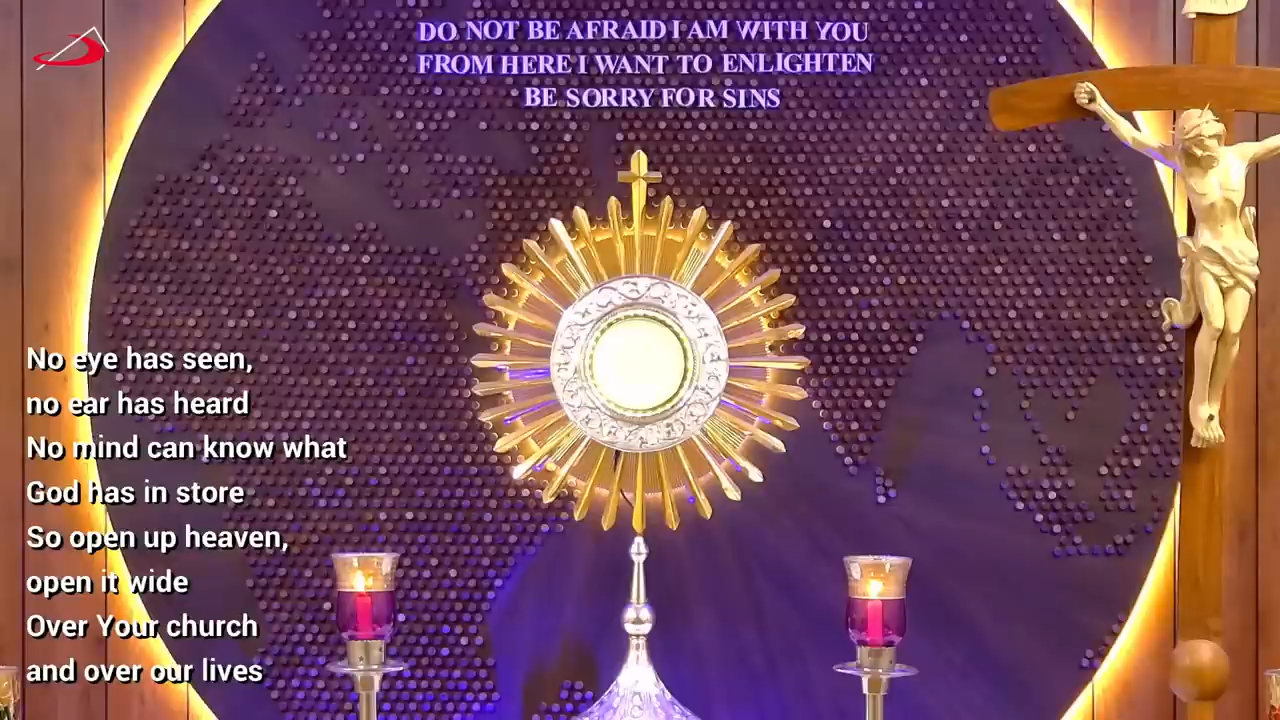 DO NOT BE AFRAID I AM WITH YOU
FROM HERE I WANT TO ENLIGHTEN
BE SORRY FOR SINS
No eye has seen,
no ear has heard
No mind can know what
God has in store
So open up heaven,
open it wide
Over Your church
and over our lives